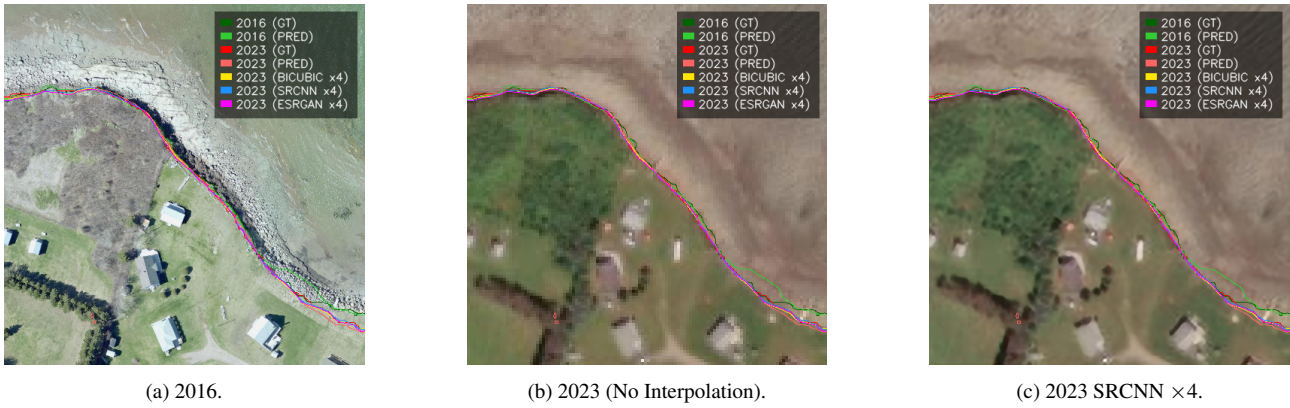 2016 (GT)
2016 (PRED)
2023 (GT)
2023 (PRED)
2023 (BICUBIC x4)
2023 (SRCNN x4)
2023 (ESRGAN x4)
2016 (GT)
2016 (PRED)
2023 (GT)
2023 (PRED)
2023 (BICUBIC x4)
2023 (SRCNN x4)
2023 (ESRGAN x4)
2016 (GT)
2016 (PRED)
2023 (GT)
2023 (PRED)
2023 (BICUBIC x4)
2023 (SRCNN x4)
2023 (ESRGAN x4)
(a) 2016.
(b) 2023 (No Interpolation).
(c) 2023 SRCNN ×4.